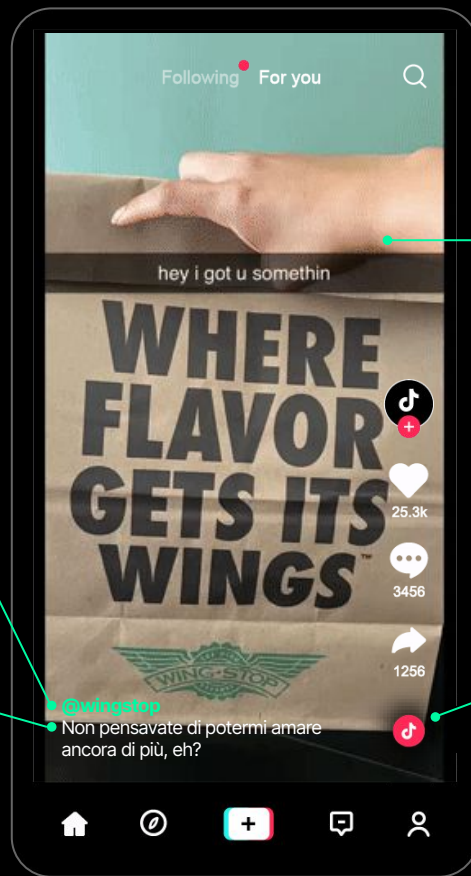 Following For you
hey i got u somethin
WHERE
FLAVOR
GETS ITS
WINGS™
WING·STOP
25.3k
3456
1256
@wingstop
Non pensavate di potermi amare
ancora di più, eh?